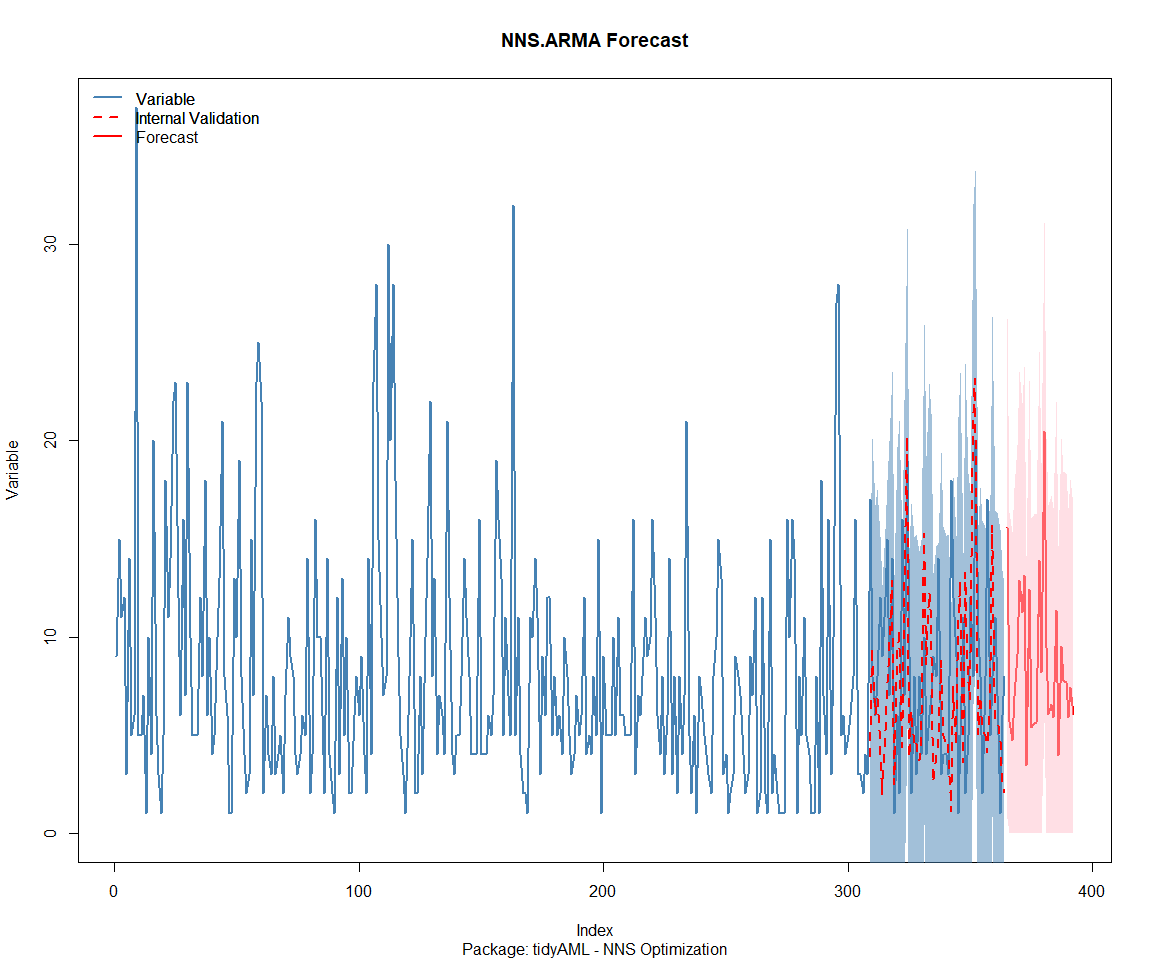 NNS.ARMA Forecast
Variable
Internal Validation
Forecast
Variable
30
20
10
0
0
100
200
300
400
Index
Package: tidyAML - NNS Optimization